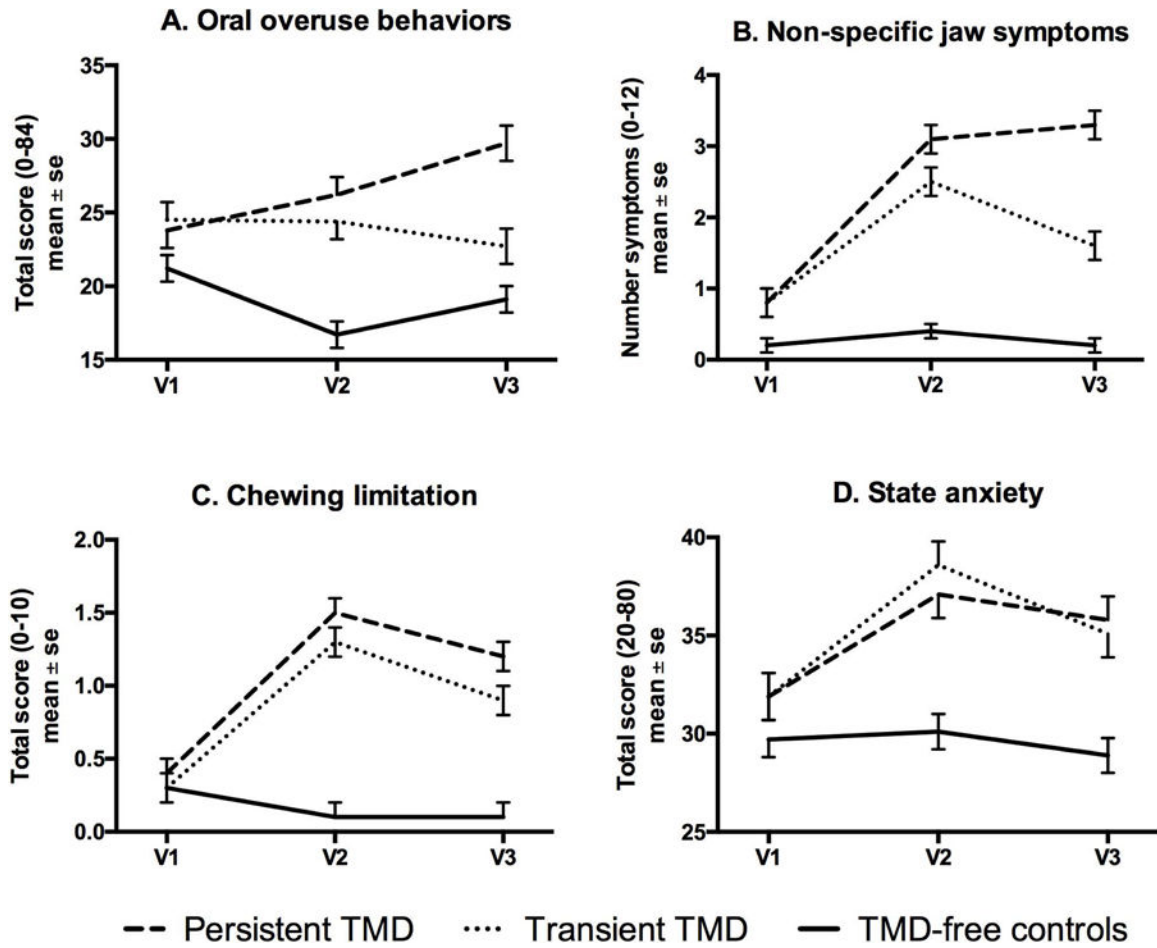 A. Oral overuse behaviors
Total score (0-84)
mean ± se
35
30
25
20
15
V1 V2 V3
B. Non-specific jaw symptoms
Number symptoms (0-12)
mean ± se
4
3
2
1
0
V1 V2 V3
C. Chewing limitation
Total score (0-10)
mean ± se
2.0
1.5
1.0
0.5
0.0
V1 V2 V3
D. State anxiety
Total score (20-80)
mean ± se
40
35
30
25
V1 V2 V3
Persistent TMD Transient TMD TMD-free controls